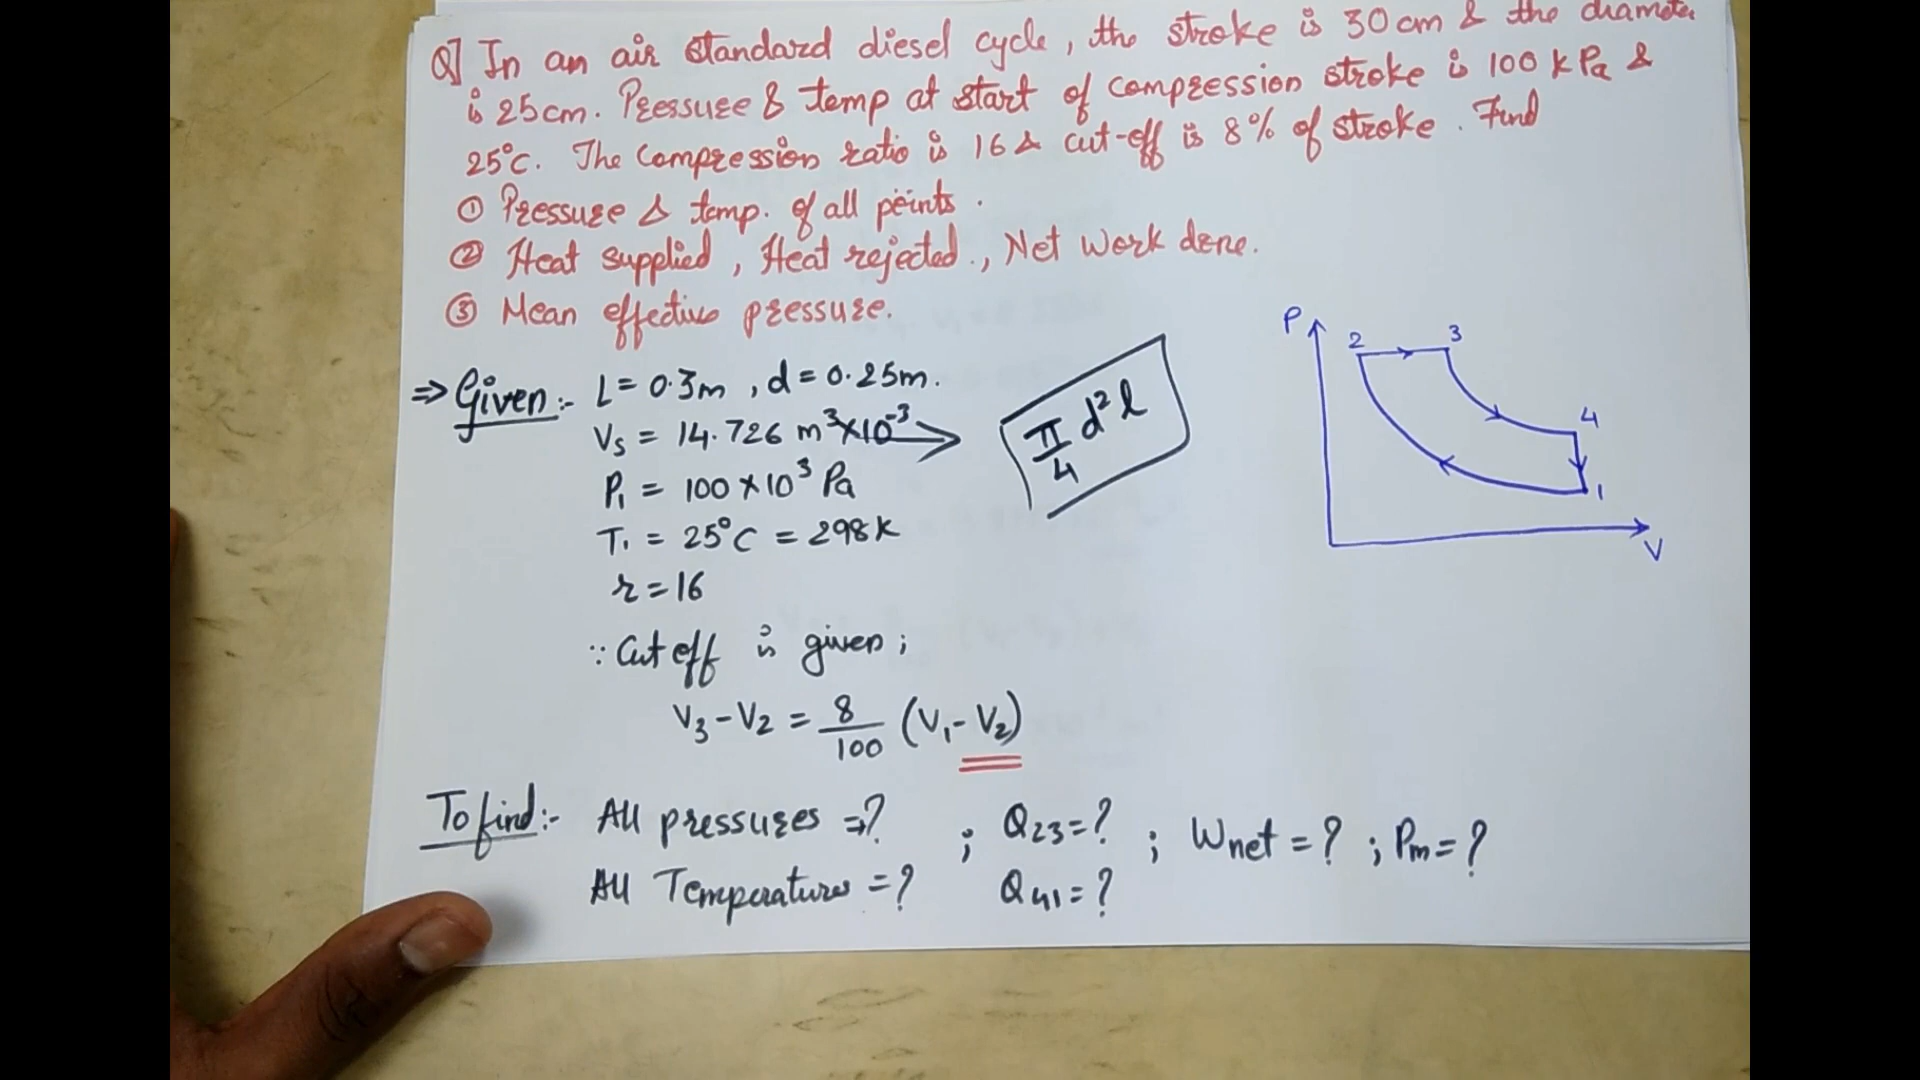 Q] In an air standard diesel cycle, the stroke is 30cm & the diameter
is 25cm. Pressure & temp at start of compression stroke is 100 kPa &
25°C. The Compression ratio is 16 & cut-off is 8% of stroke. Find
① Pressure & temp. of all points.
② Heat supplied, Heat rejected., Net Work done.
③ Mean effective pressure.
⇒ Given:- L = 0.3m, d = 0.25m.
Vs = 14.726 m³×10⁻³ → π/4 d² l
P₁ = 100 × 10³ Pa
T₁ = 25°C = 298K
r = 16
∵ Cut off is given;
V₃-V₂ = 8/100 (V₁-V₂)
To find:- All pressures ⇒? ; Q₂₃=? ; Wnet = ? ; Pm = ?
All Temperatures = ? Q₄₁ = ?
P
2
3
4
1
V